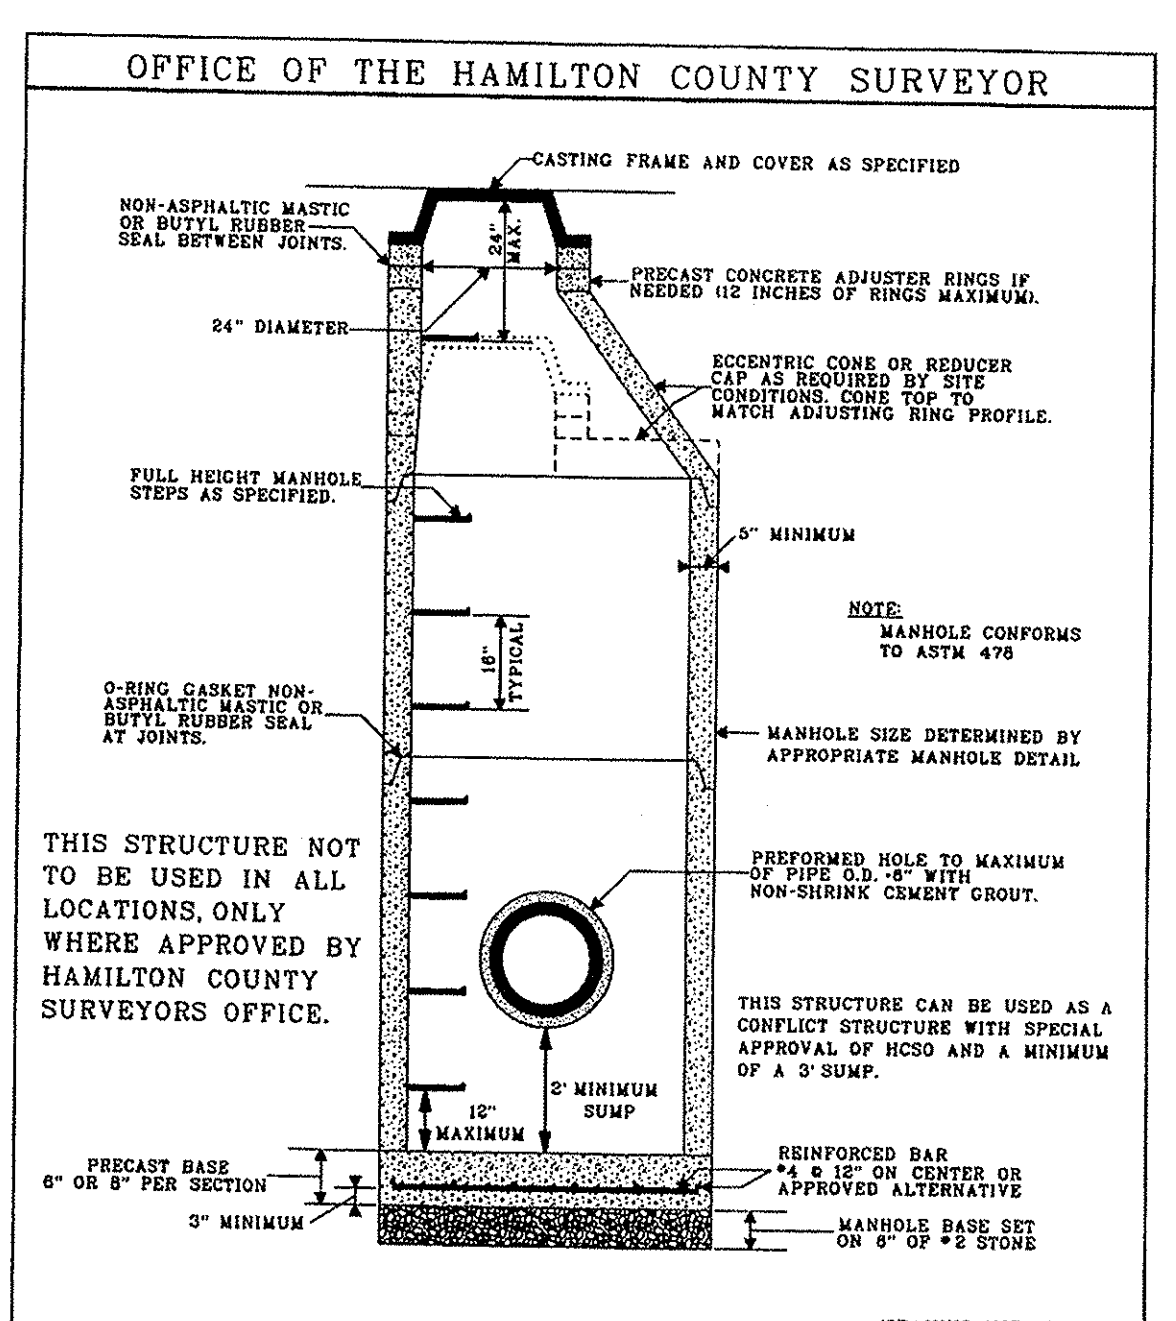 OFFICE OF THE HAMILTON COUNTY SURVEYOR
CASTING FRAME AND COVER AS SPECIFIED
NON-ASPHALTIC MASTIC
OR BUTYL RUBBER
SEAL BETWEEN JOINTS.
24"
MAX.
PRECAST CONCRETE ADJUSTER RINGS IF
NEEDED (12 INCHES OF RINGS MAXIMUM).
24" DIAMETER
ECCENTRIC CONE OR REDUCER
CAP AS REQUIRED BY SITE
CONDITIONS. CONE TOP TO
MATCH ADJUSTING RING PROFILE.
FULL HEIGHT MANHOLE
STEPS AS SPECIFIED.
5" MINIMUM
NOTE:
MANHOLE CONFORMS
TO ASTM 478
16"
TYPICAL
O-RING GASKET NON-
ASPHALTIC MASTIC OR
BUTYL RUBBER SEAL
AT JOINTS.
MANHOLE SIZE DETERMINED BY
APPROPRIATE MANHOLE DETAIL
THIS STRUCTURE NOT
TO BE USED IN ALL
LOCATIONS, ONLY
WHERE APPROVED BY
HAMILTON COUNTY
SURVEYORS OFFICE.
PREFORMED HOLE TO MAXIMUM
OF PIPE O.D. +6" WITH
NON-SHRINK CEMENT GROUT.
THIS STRUCTURE CAN BE USED AS A
CONFLICT STRUCTURE WITH SPECIAL
APPROVAL OF HCSO AND A MINIMUM
OF A 3' SUMP.
2' MINIMUM
SUMP
12"
MAXIMUM
PRECAST BASE
6" OR 8" PER SECTION
3" MINIMUM
REINFORCED BAR
#4 @ 12" ON CENTER OR
APPROVED ALTERNATIVE
MANHOLE BASE SET
ON 6" OF #2 STONE